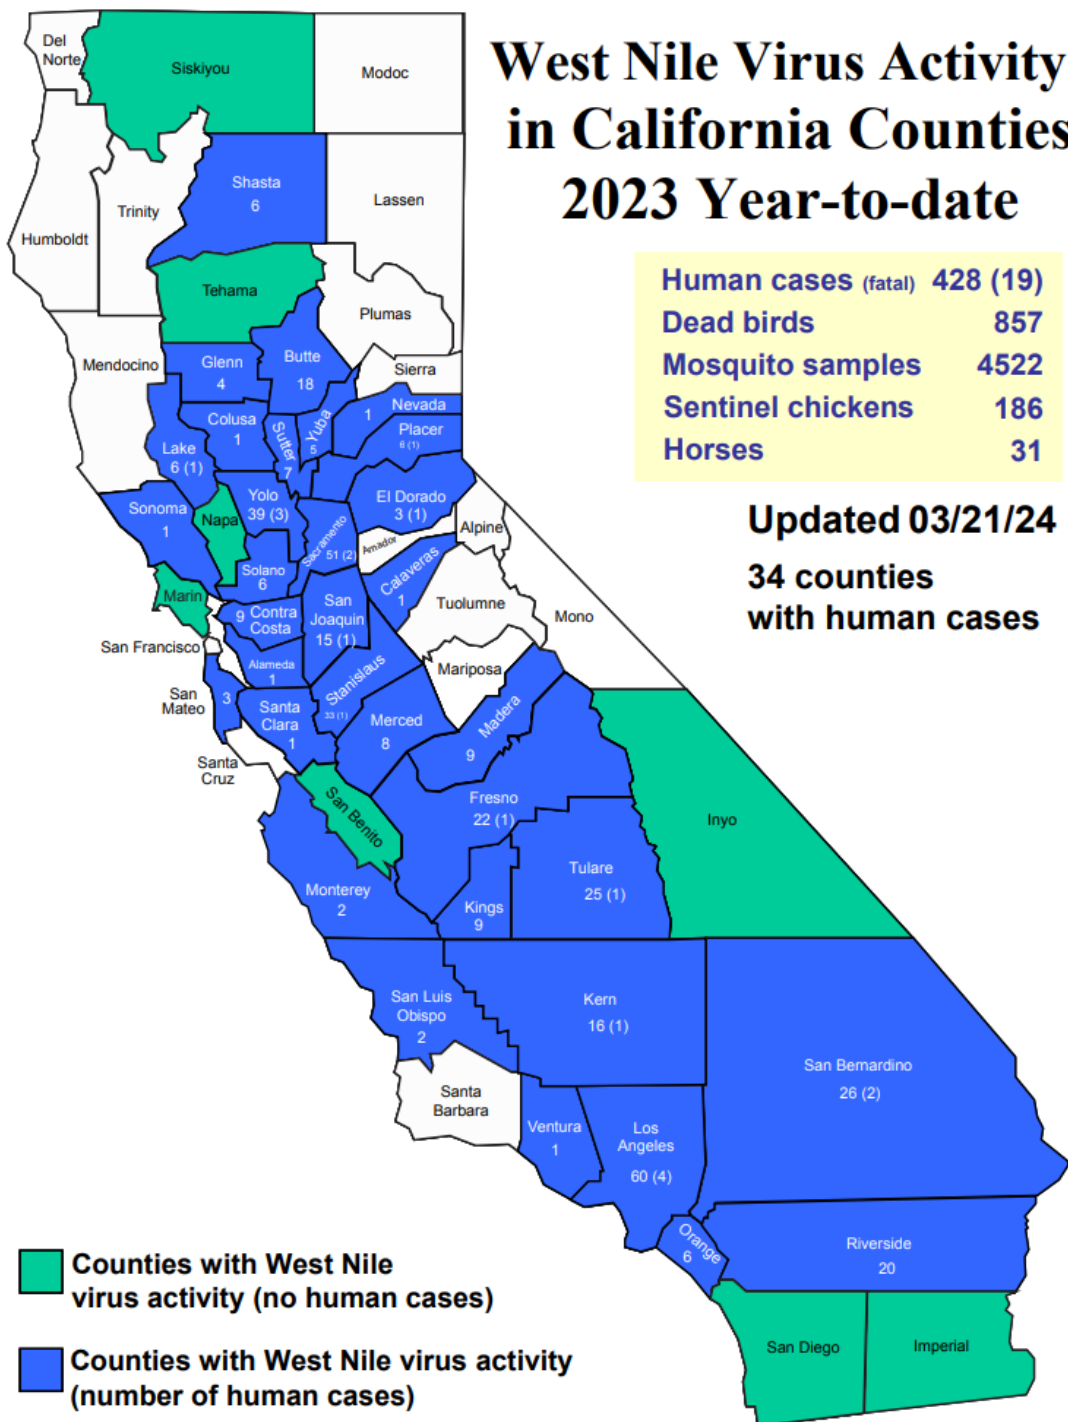 West Nile Virus Activity
in California Counties
2023 Year-to-date
Human cases (fatal) 428 (19)
Dead birds 857
Mosquito samples 4522
Sentinel chickens 186
Horses 31
Updated 03/21/24
34 counties
with human cases
Del
Norte
Siskiyou
Modoc
Shasta
6
Lassen
Trinity
Humboldt
Tehama
Plumas
Mendocino
Glenn
4
Butte
18
Sierra
Colusa
1
Sutter
7
Yuba
5
Nevada
1
Placer
6 (1)
Lake
6 (1)
Yolo
39 (3)
El Dorado
3 (1)
Sonoma
1
Napa
Sacramento
51 (2)
Amador
Alpine
Solano
6
Calaveras
1
Marin
9 Contra
Costa
San
Joaquin
15 (1)
Tuolumne
Mono
San Francisco
Alameda
1
Stanislaus
33 (1)
Mariposa
San
Mateo
3
Santa
Clara
1
Merced
8
Madera
9
Santa
Cruz
San Benito
Fresno
22 (1)
Inyo
Tulare
25 (1)
Monterey
2
Kings
9
San Luis
Obispo
2
Kern
16 (1)
San Bernardino
26 (2)
Santa
Barbara
Ventura
1
Los
Angeles
60 (4)
Orange
6
Riverside
20
San Diego
Imperial
Counties with West Nile
virus activity (no human cases)
Counties with West Nile virus activity
(number of human cases)